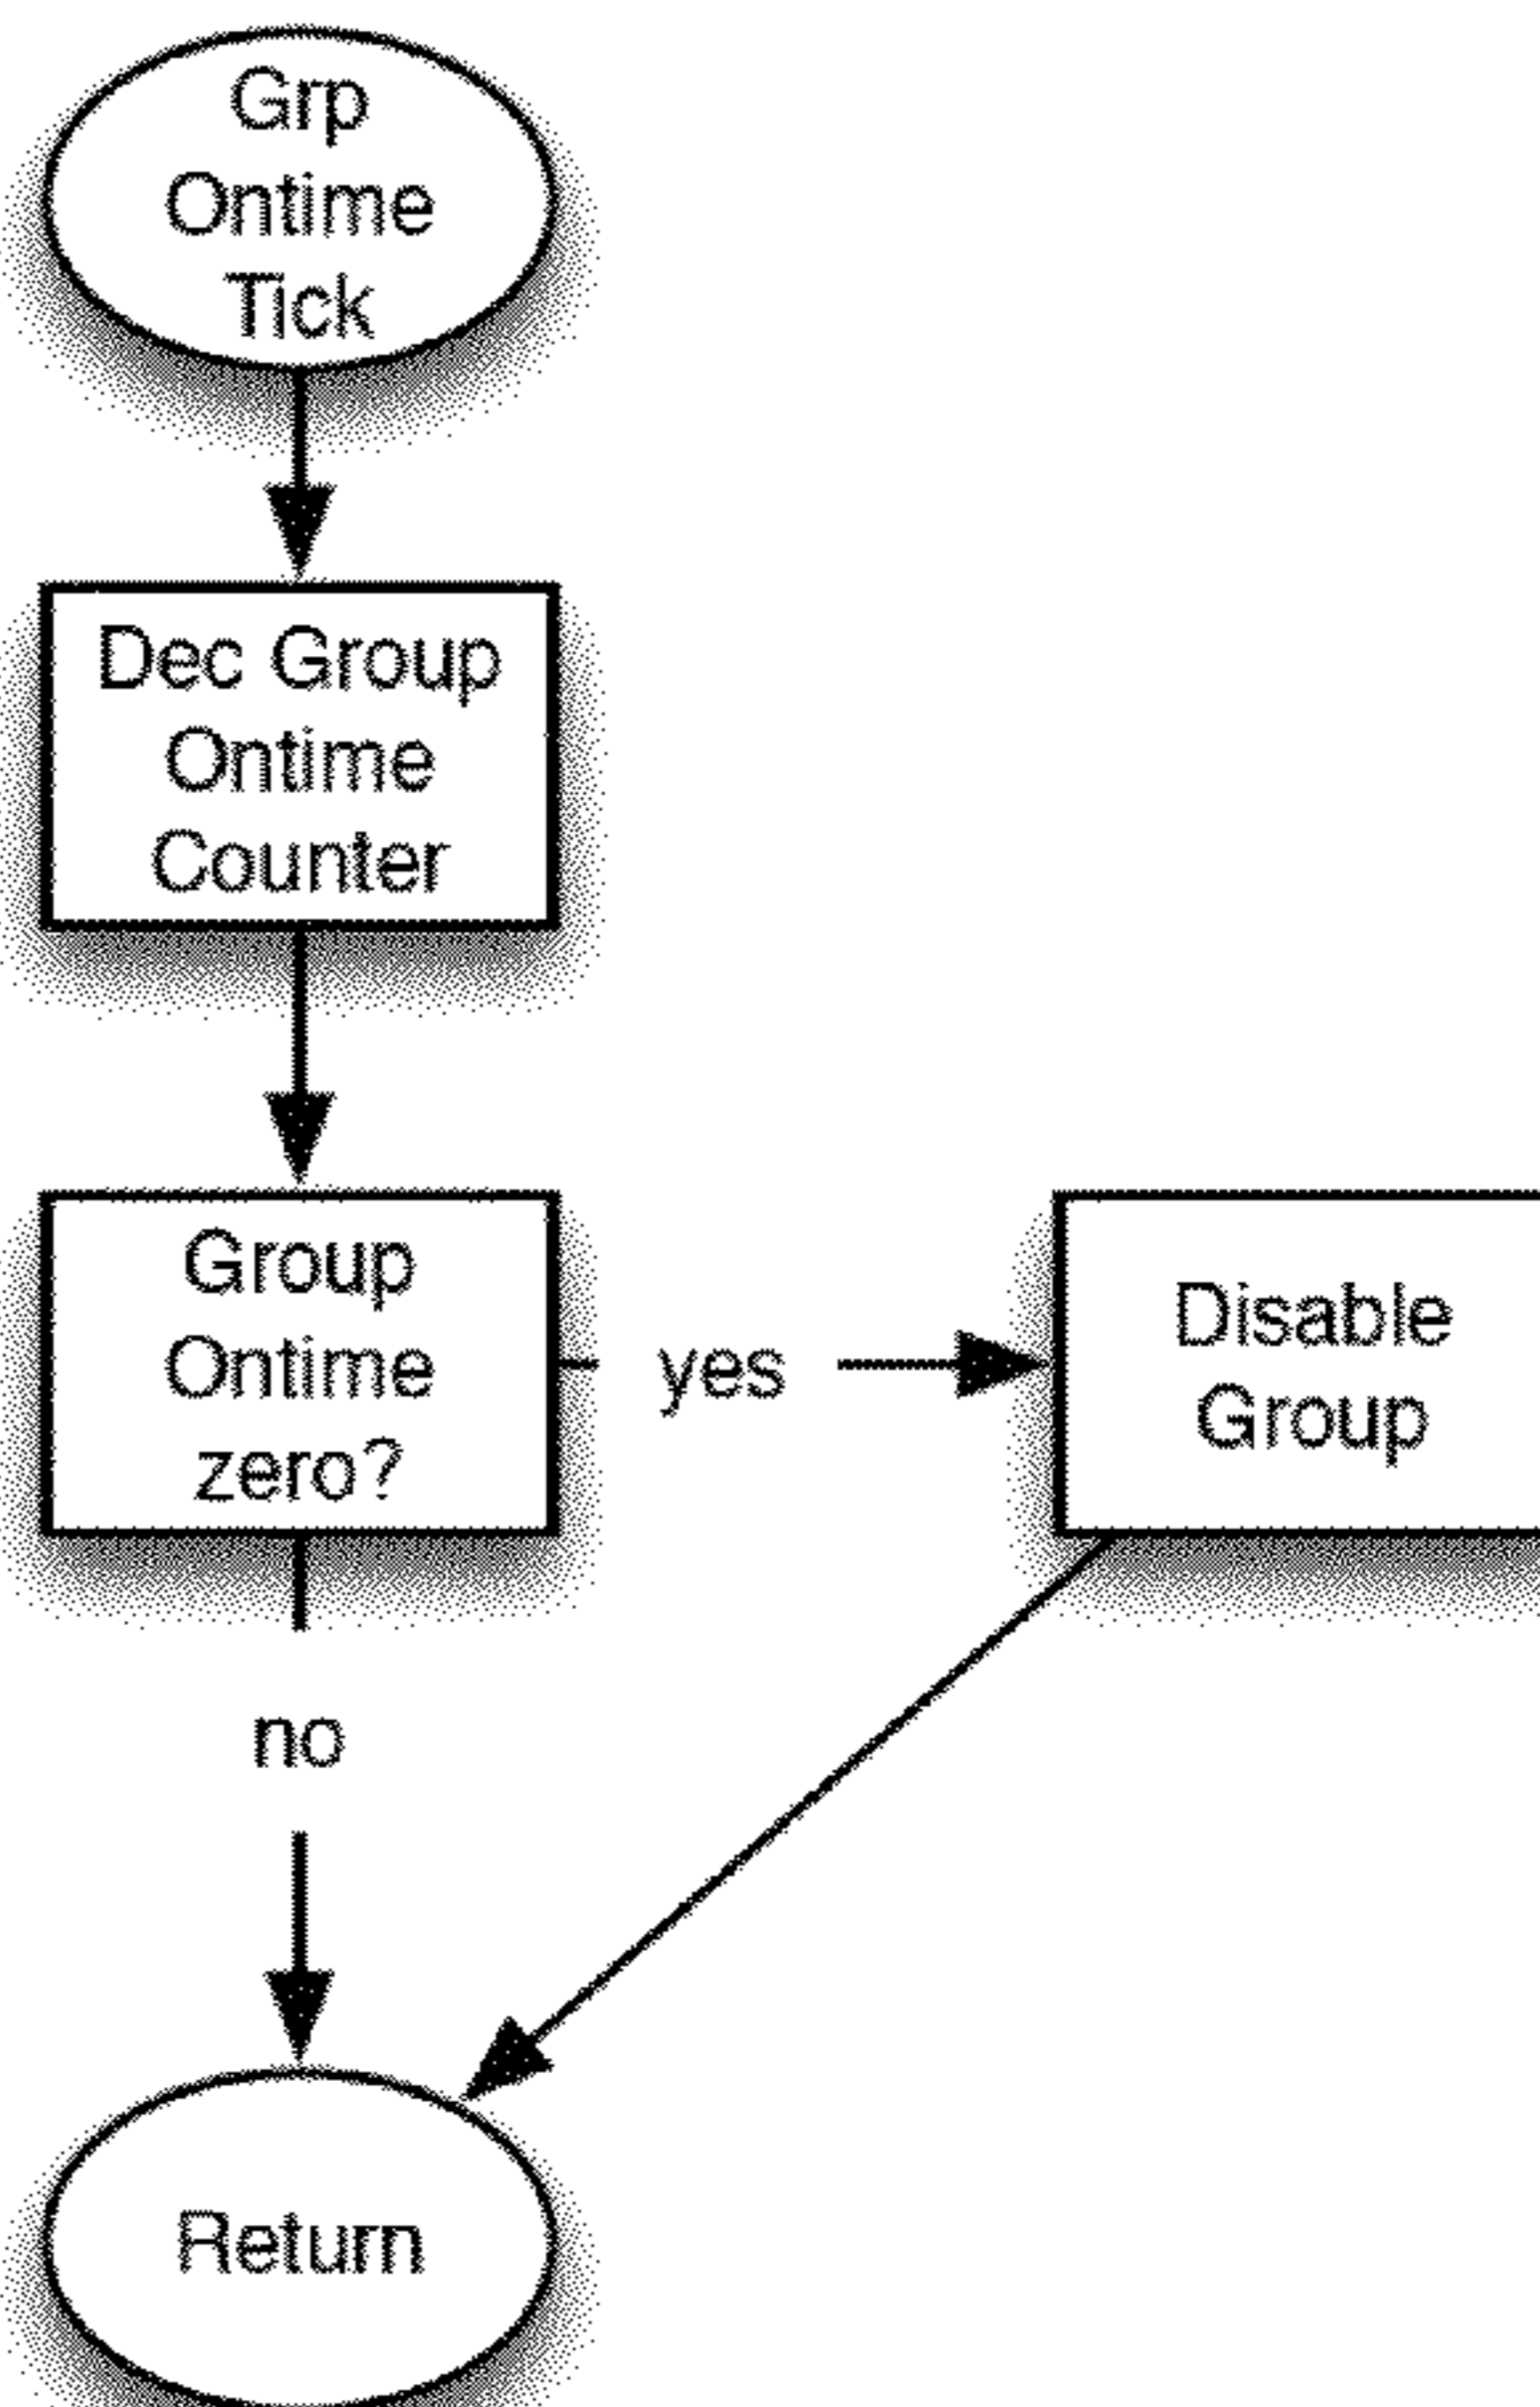 Grp
Ontime
Tick
Dec Group
Ontime
Counter
Group
Ontime
zero?
yes
Disable
Group
no
Return